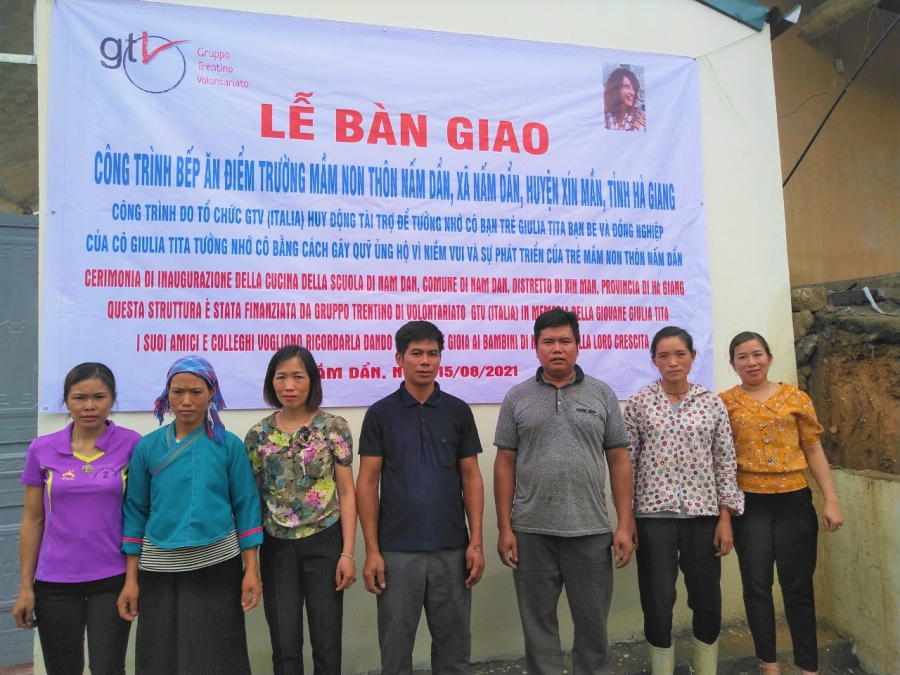 gtv
Gruppo
Trentino
Volontariato
LỄ BÀN GIAO
CÔNG TRÌNH BẾP ĂN ĐIỂM TRƯỜNG MẦM NON THÔN NẤM DẨN, XÃ NẤM DẨN, HUYỆN XÍN MẦN, TỈNH HÀ GIANG
CÔNG TRÌNH DO TỔ CHỨC GTV (ITALIA) HUY ĐỘNG TÀI TRỢ ĐỂ TƯỞNG NHỚ CÔ BẠN TRẺ GIULIA TITA BẠN BÈ VÀ ĐỒNG NGHIỆP
CỦA CÔ GIULIA TITA TƯỞNG NHỚ CÔ BẰNG CÁCH GÂY QUỸ ỦNG HỘ VÌ NIỀM VUI VÀ SỰ PHÁT TRIỂN CỦA TRẺ MẦM NON THÔN NẤM DẨN
CERIMONIA DI INAUGURAZIONE DELLA CUCINA DELLA SCUOLA DI NAM DAN, COMUNE DI NAM DAN, DISTRETTO ĐI XIN MAN, PROVINCIA DI HA GIANG
QUESTA STRUTTURA È STATA FINANZIATA DA GRUPPO TRENTINO DI VOLONTARIATO GTU (ITALIA) IN MEMORIA DELLA GIOVANE GIULIA TITA
I SUOI AMICI E COLLEGHI VOGLIONO RICORDARLA DANDO GIOIA AI BAMBINI DI LLA LORO CRESCITA
ẤM DẨN, N 15/08/2021
2